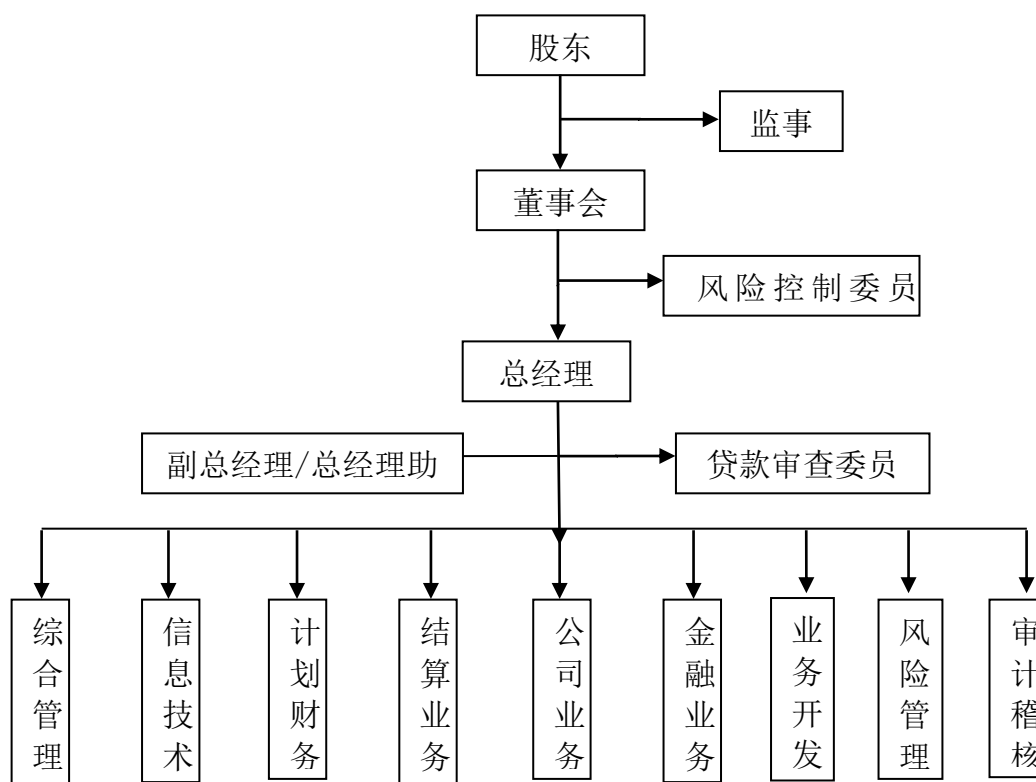 股东
监事
董事会
风险控制委员
总经理
副总经理/总经理助
贷款审查委员
综合管理
信息技术
计划财务
结算业务
公司业务
金融业务
业务开发
风险管理
审计稽核